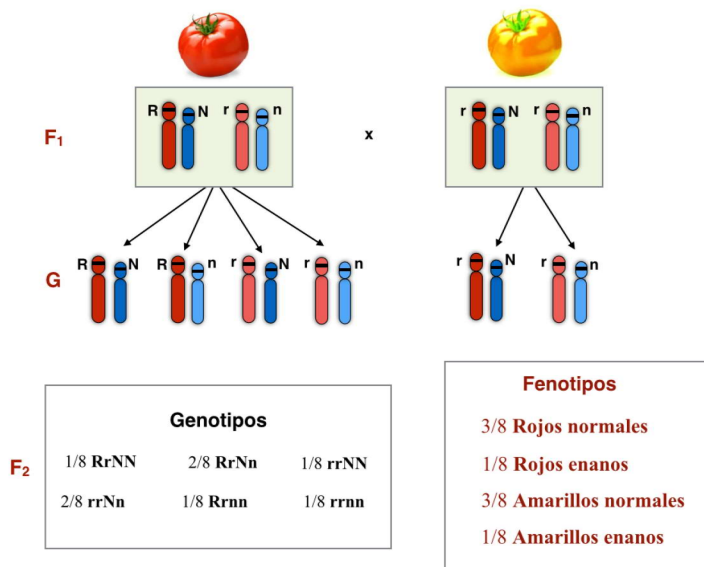 R N r n r N r n
F1 x
R N R n r N r n r N r n
G
Genotipos
1/8 RrNN 2/8 RrNn 1/8 rrNN
2/8 rrNn 1/8 Rrnn 1/8 rrnn
F2
Fenotipos
3/8 Rojos normales
1/8 Rojos enanos
3/8 Amarillos normales
1/8 Amarillos enanos